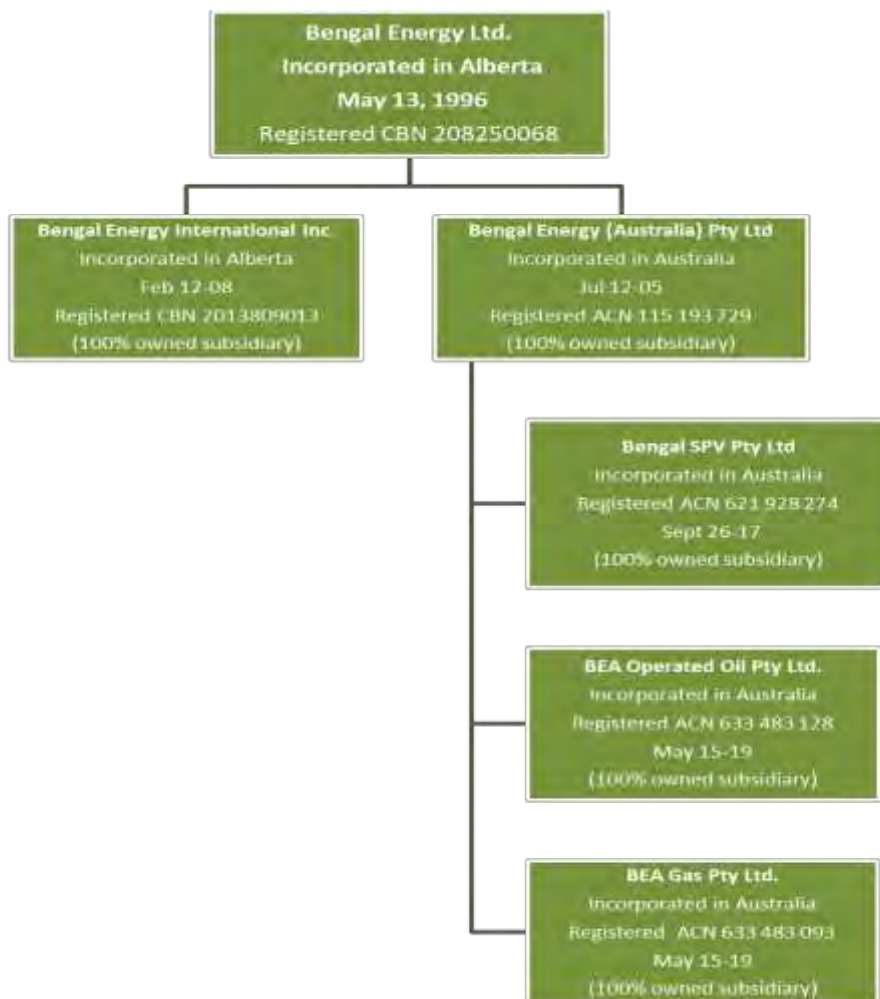 Bengal Energy Ltd.
Incorporated in Alberta
May 13, 1996
Registered CBN 208250068
Bengal Energy International Inc
Incorporated in Alberta
Feb 12-08
Registered CBN 2013809013
(100% owned subsidiary)
Bengal Energy (Australia) Pty Ltd
Incorporated in Australia
Jul 12-05
Registered ACN 115 193 729
(100% owned subsidiary)
Bengal SPV Pty Ltd
Incorporated in Australia
Registered ACN 621 928 274
Sept 26-17
(100% owned subsidiary)
BEA Operated Oil Pty Ltd.
Incorporated in Australia
Registered ACN 633 483 128
May 15-19
(100% owned subsidiary)
BEA Gas Pty Ltd.
Incorporated in Australia
Registered ACN 633 483 093
May 15-19
(100% owned subsidiary)